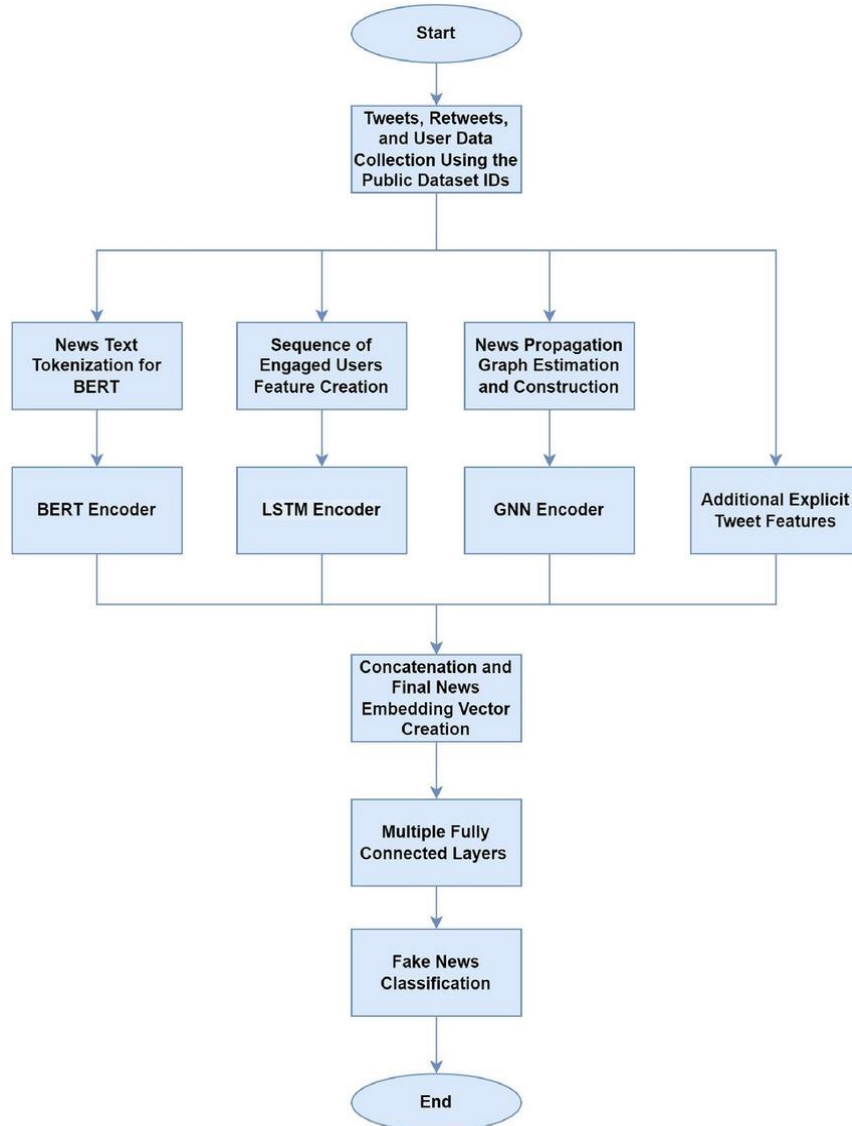 Start
Tweets, Retweets,
and User Data
Collection Using the
Public Dataset IDs
News Text
Tokenization for
BERT
Sequence of
Engaged Users
Feature Creation
News Propagation
Graph Estimation
and Construction
BERT Encoder
LSTM Encoder
GNN Encoder
Additional Explicit
Tweet Features
Concatenation and
Final News
Embedding Vector
Creation
Multiple Fully
Connected Layers
Fake News
Classification
End